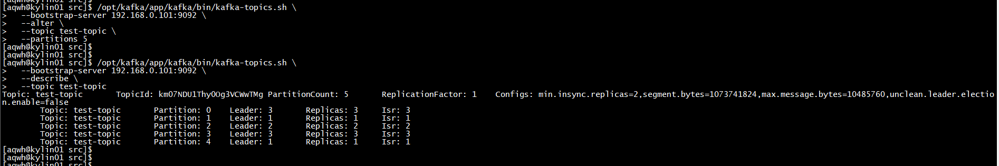 [aqwh@kylin01 src]$
[aqwh@kylin01 src]$ /opt/kafka/app/kafka/bin/kafka-topics.sh \
>   --bootstrap-server 192.168.0.101:9092 \
>   --alter \
>   --topic test-topic \
>   --partitions 5
[aqwh@kylin01 src]$
[aqwh@kylin01 src]$
[aqwh@kylin01 src]$ /opt/kafka/app/kafka/bin/kafka-topics.sh \
>   --bootstrap-server 192.168.0.101:9092 \
>   --describe \
>   --topic test-topic
Topic: test-topic       TopicId: km07NDU1Thy0Og3VCWwTMg PartitionCount: 5       ReplicationFactor: 1    Configs: min.insync.replicas=2,segment.bytes=1073741824,max.message.bytes=10485760,unclean.leader.electio
n.enable=false
        Topic: test-topic       Partition: 0    Leader: 3       Replicas: 3     Isr: 3
        Topic: test-topic       Partition: 1    Leader: 1       Replicas: 1     Isr: 1
        Topic: test-topic       Partition: 2    Leader: 2       Replicas: 2     Isr: 2
        Topic: test-topic       Partition: 3    Leader: 3       Replicas: 3     Isr: 3
        Topic: test-topic       Partition: 4    Leader: 1       Replicas: 1     Isr: 1
[aqwh@kylin01 src]$
[aqwh@kylin01 src]$
[aqwh@kylin01 src]$